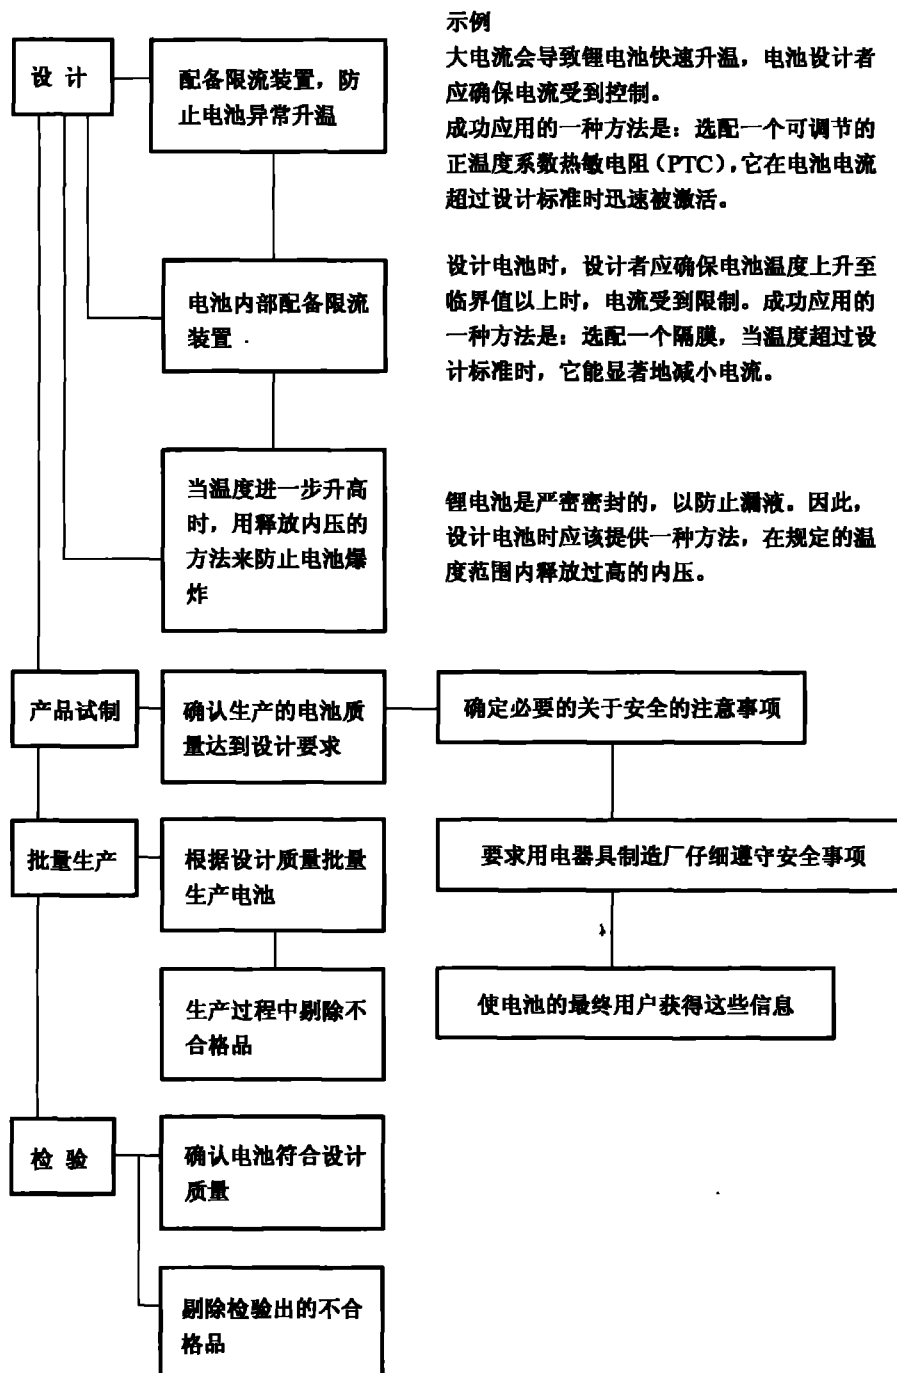 示例
设 计
配备限流装置，防
止电池异常升温
大电流会导致锂电池快速升温，电池设计者
应确保电流受到控制。
成功应用的一种方法是：选配一个可调节的
正温度系数热敏电阻（PTC），它在电池电流
超过设计标准时迅速被激活。
电池内部配备限流
装置
设计电池时，设计者应确保电池温度上升至
临界值以上时，电流受到限制。成功应用的
一种方法是：选配一个隔膜，当温度超过设
计标准时，它能显著地减小电流。
当温度进一步升高
时，用释放内压的
方法来防止电池爆
炸
锂电池是严密密封的，以防止漏液。因此，
设计电池时应该提供一种方法，在规定的温
度范围内释放过高的内压。
产品试制
确认生产的电池质
量达到设计要求
确定必要的关于安全的注意事项
批量生产
根据设计质量批量
生产电池
要求用电器具制造厂仔细遵守安全事项
生产过程中剔除不
合格品
使电池的最终用户获得这些信息
检 验
确认电池符合设计
质量
剔除检验出的不合
格品